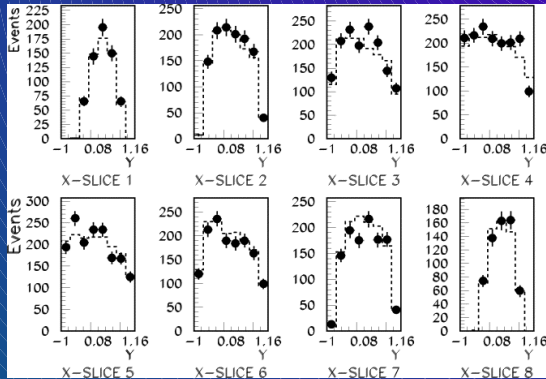 Events
225
200
175
150
125
100
75
50
25
0
-1 0.08 1.16
Y
X-SLICE 1
250
200
150
100
50
0
-1 0.08 1.16
Y
X-SLICE 2
300
250
200
150
100
50
0
-1 0.08 1.16
Y
X-SLICE 3
250
200
150
100
50
0
-1 0.08 1.16
Y
X-SLICE 4
Events
300
250
200
150
100
50
0
-1 0.08 1.16
Y
X-SLICE 5
250
200
150
100
50
0
-1 0.08 1.16
Y
X-SLICE 6
250
200
150
100
50
0
-1 0.08 1.16
Y
X-SLICE 7
180
160
140
120
100
80
60
40
20
0
-1 0.08 1.16
Y
X-SLICE 8